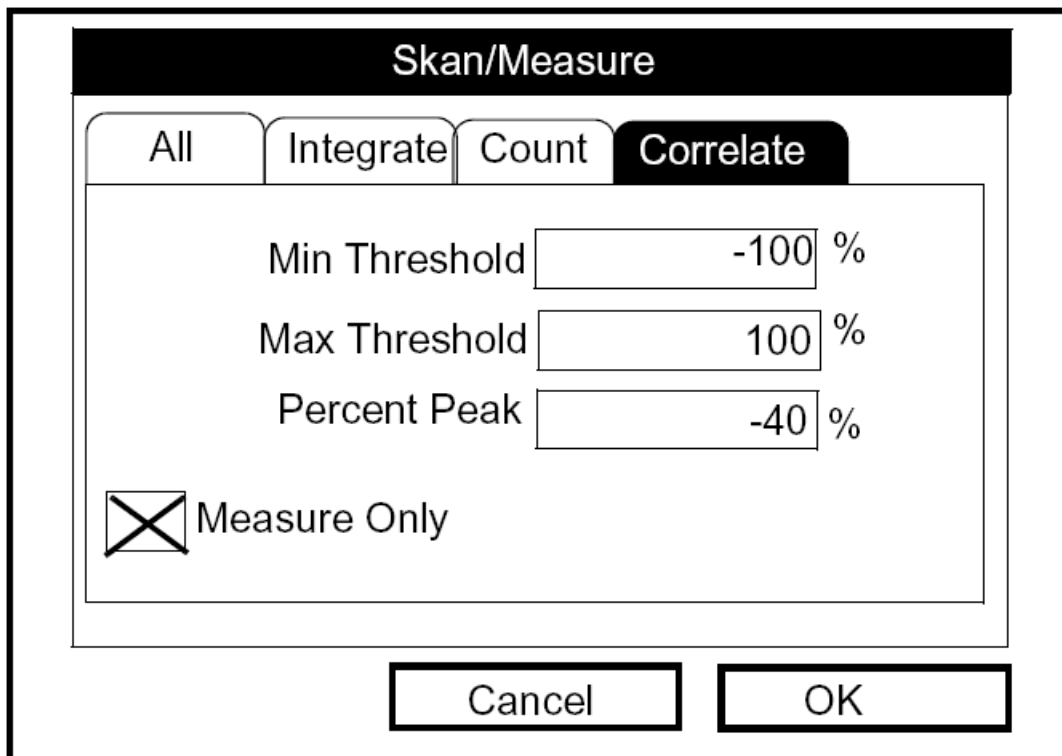 Skan/Measure
All Integrate Count Correlate
Min Threshold -100 %
Max Threshold 100 %
Percent Peak -40 %
Measure Only
Cancel OK